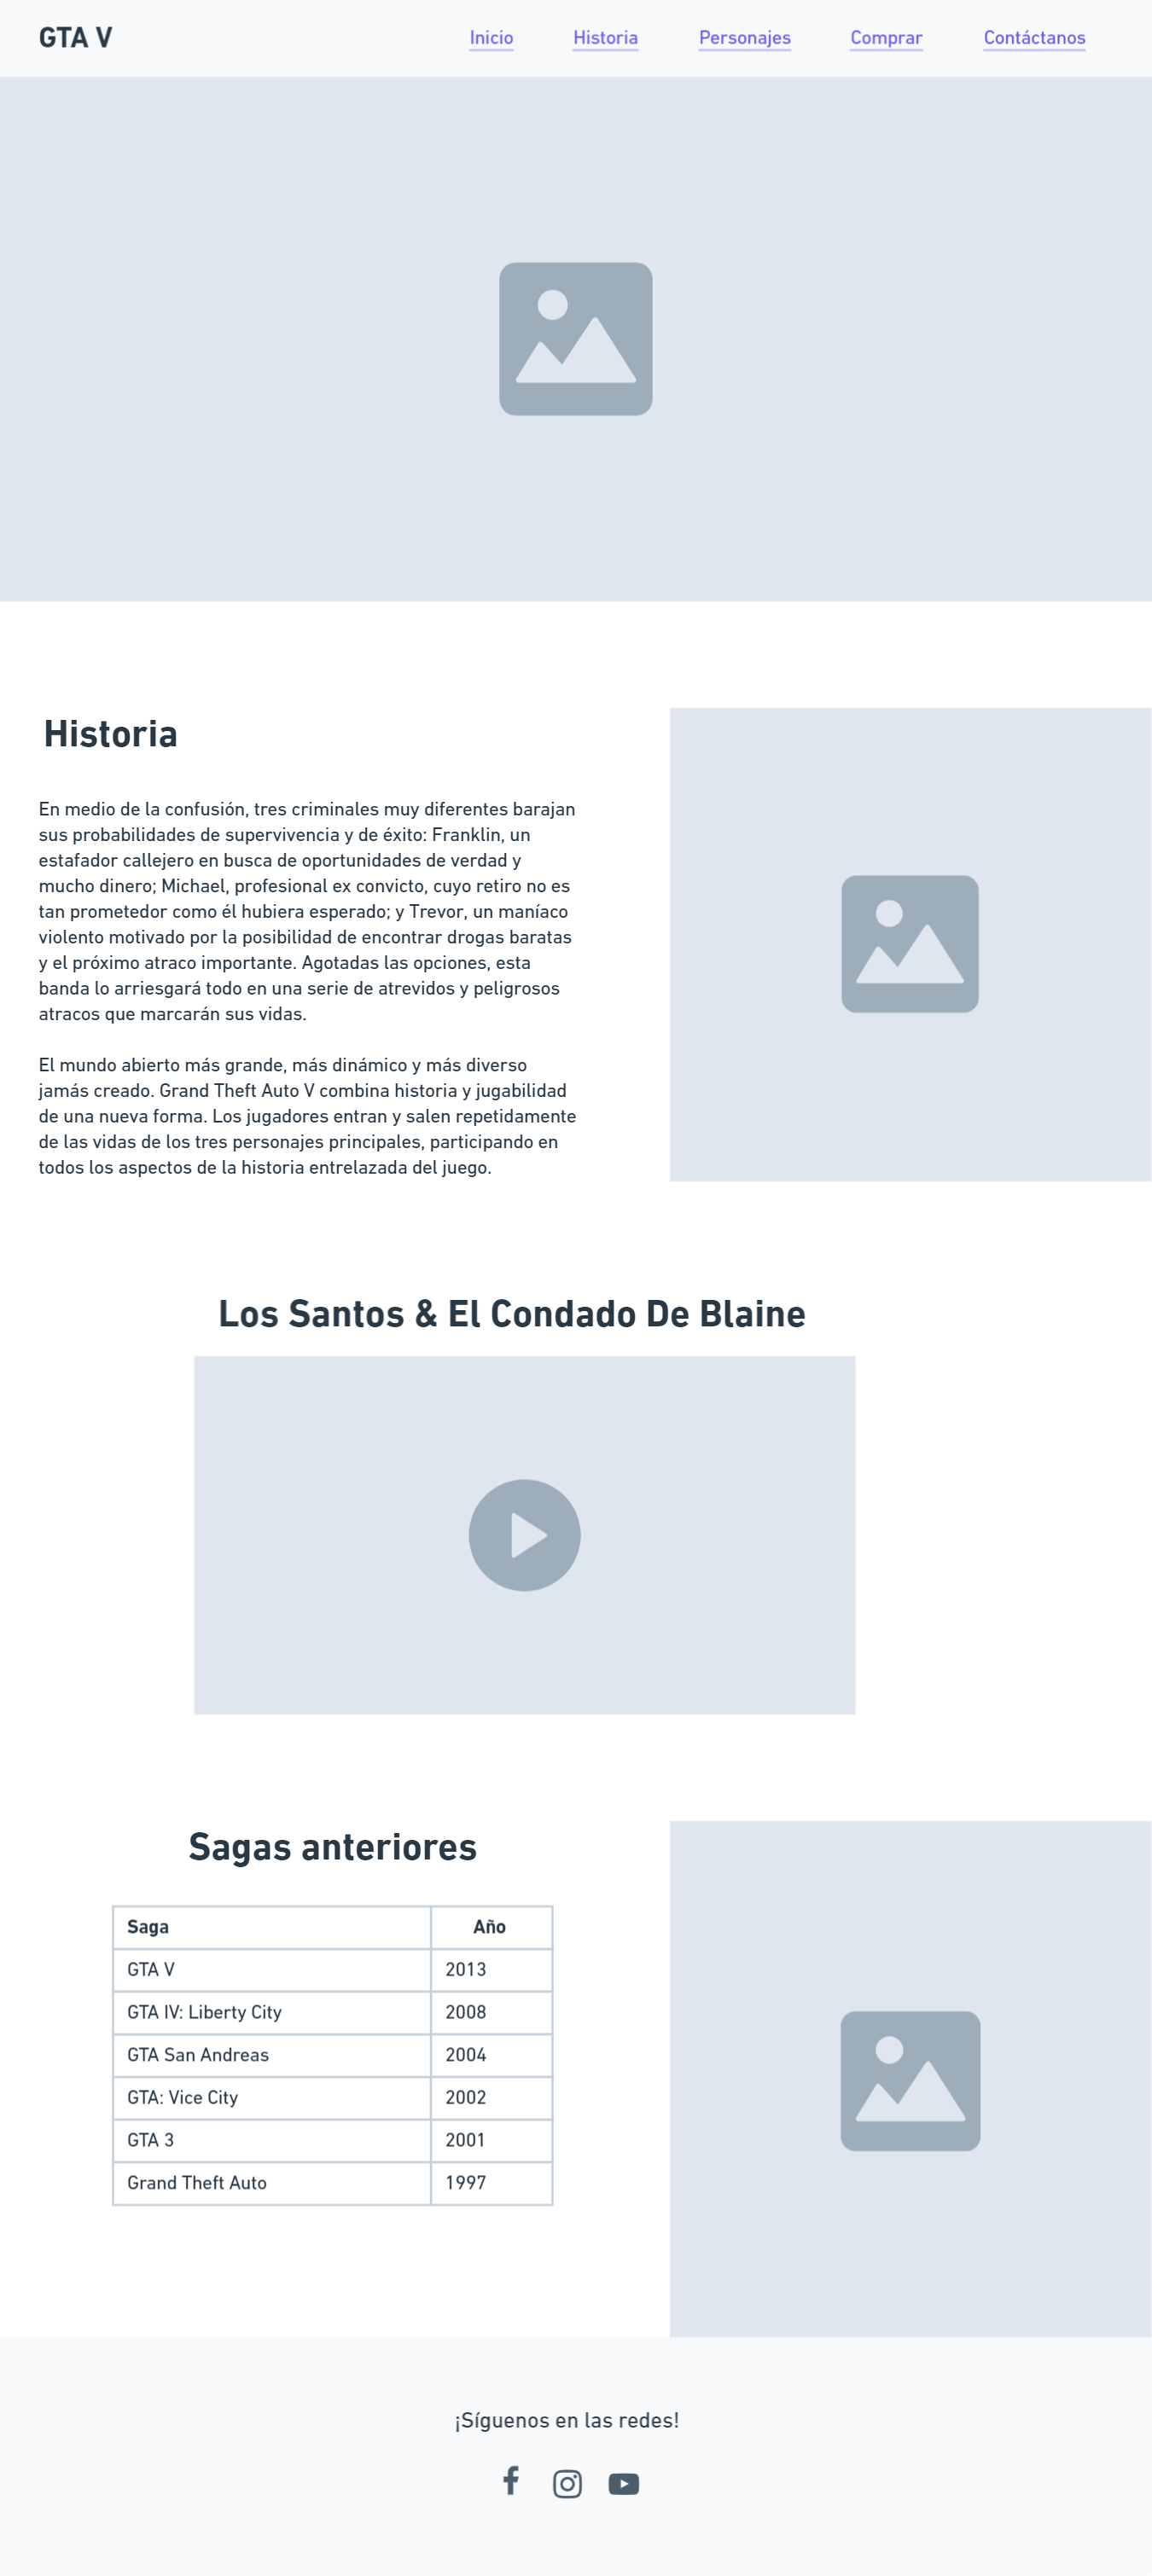 GTA V
Inicio
Historia
Personajes
Comprar
Contáctanos
Historia
En medio de la confusión, tres criminales muy diferentes barajan
sus probabilidades de supervivencia y de éxito: Franklin, un
estafador callejero en busca de oportunidades de verdad y
mucho dinero; Michael, profesional ex convicto, cuyo retiro no es
tan prometedor como él hubiera esperado; y Trevor, un maníaco
violento motivado por la posibilidad de encontrar drogas baratas
y el próximo atraco importante. Agotadas las opciones, esta
banda lo arriesgará todo en una serie de atrevidos y peligrosos
atracos que marcarán sus vidas.
El mundo abierto más grande, más dinámico y más diverso
jamás creado. Grand Theft Auto V combina historia y jugabilidad
de una nueva forma. Los jugadores entran y salen repetidamente
de las vidas de los tres personajes principales, participando en
todos los aspectos de la historia entrelazada del juego.
Los Santos & El Condado De Blaine
Sagas anteriores
Saga Año
GTA V 2013
GTA IV: Liberty City 2008
GTA San Andreas 2004
GTA: Vice City 2002
GTA 3 2001
Grand Theft Auto 1997
¡Síguenos en las redes!